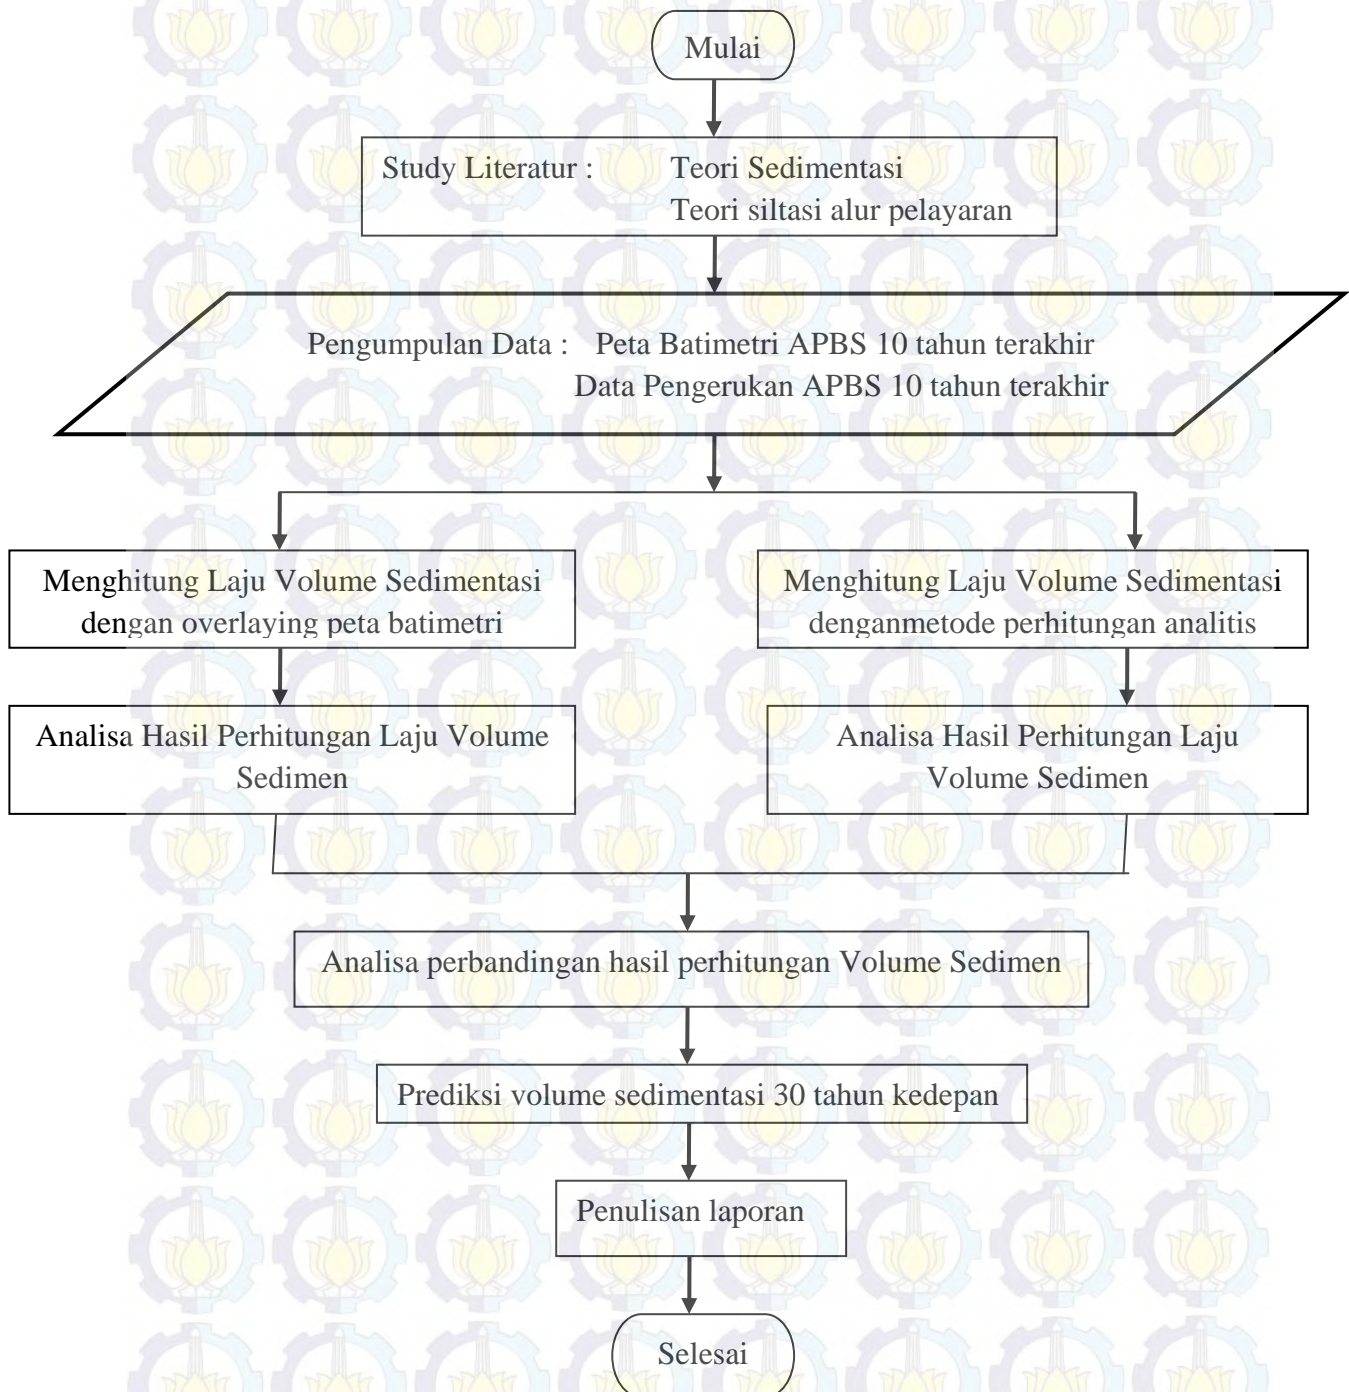 Mulai
Study Literatur : Teori Sedimentasi
Teori siltasi alur pelayaran
Pengumpulan Data : Peta Batimetri APBS 10 tahun terakhir
Data Pengerukan APBS 10 tahun terakhir
Menghitung Laju Volume Sedimentasi
dengan overlaying peta batimetri
Menghitung Laju Volume Sedimentasi
denganmetode perhitungan analitis
Analisa Hasil Perhitungan Laju Volume
Sedimen
Analisa Hasil Perhitungan Laju
Volume Sedimen
Analisa perbandingan hasil perhitungan Volume Sedimen
Prediksi volume sedimentasi 30 tahun kedepan
Penulisan laporan
Selesai